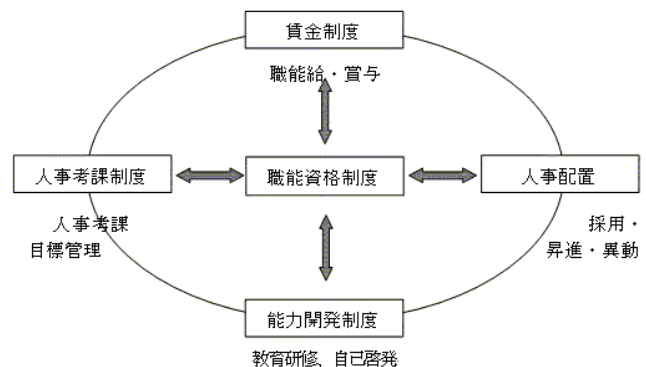 賃金制度
職能給・賞与
人事考課制度
職能資格制度
人事配置
人事考課
目標管理
採用・
昇進・異動
能力開発制度
教育研修、自己啓発